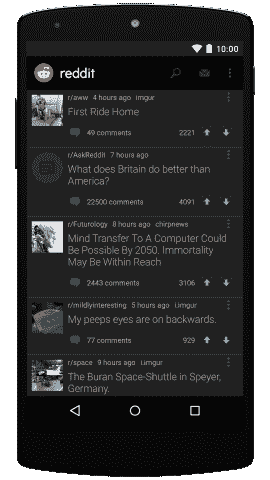 10:00
reddit
r/aww 4 hours ago imgur
First Ride Home
49 comments 2221
r/AskReddit 7 hours ago
What does Britain do better than
America?
22500 comments 4091
r/Futurology 8 hours ago chirpnews
Mind Transfer To A Computer Could
Be Possible By 2050. Immortality
May Be Within Reach
2443 comments 3106
r/mildlyinteresting 5 hours ago i.imgur
My peeps eyes are on backwards.
77 comments 929
r/space 9 hours ago i.imgur
The Buran Space-Shuttle in Speyer,
Germany.